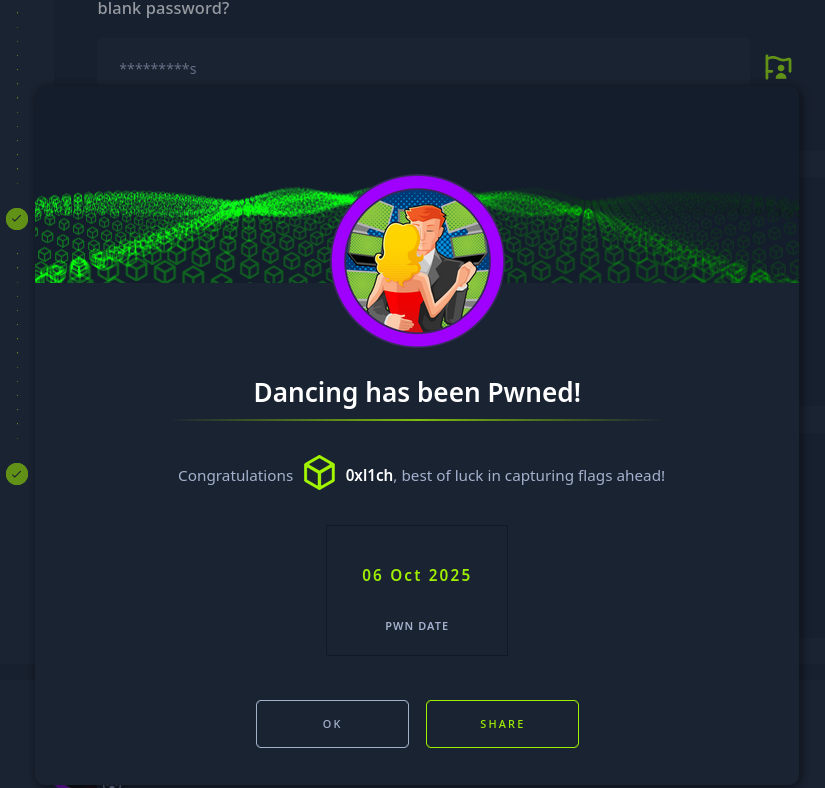 blank password?
*********s
Dancing has been Pwned!
Congratulations 0xl1ch, best of luck in capturing flags ahead!
06 Oct 2025
PWN DATE
OK
SHARE